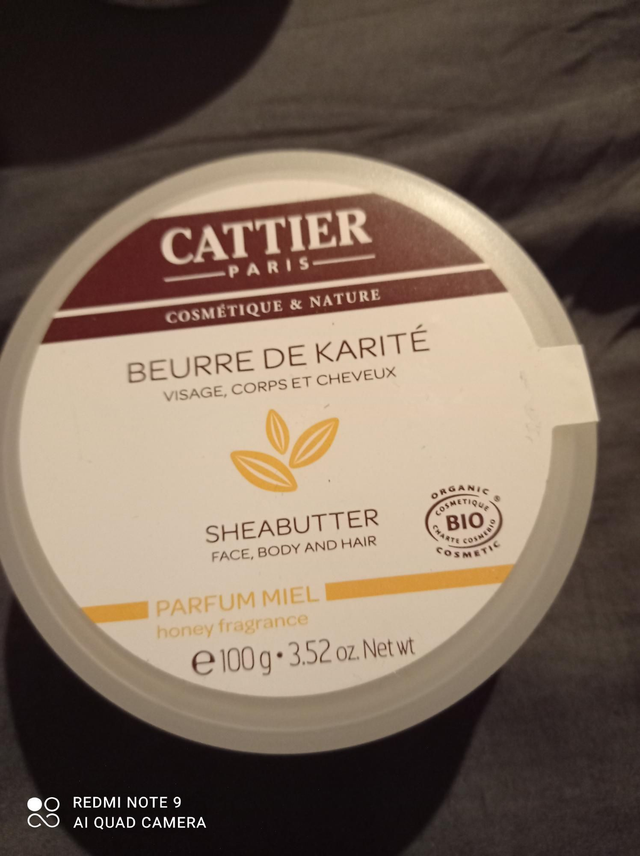 CATTIER
PARIS
COSMÉTIQUE & NATURE
BEURRE DE KARITÉ
VISAGE, CORPS ET CHEVEUX
SHEABUTTER
FACE, BODY AND HAIR
ORGANIC ®
COSMETIQUE
BIO
CHARTE COSMEBIO
COSMETIC
PARFUM MIEL
honey fragrance
e 100 g • 3.52 oz. Net wt
REDMI NOTE 9
AI QUAD CAMERA